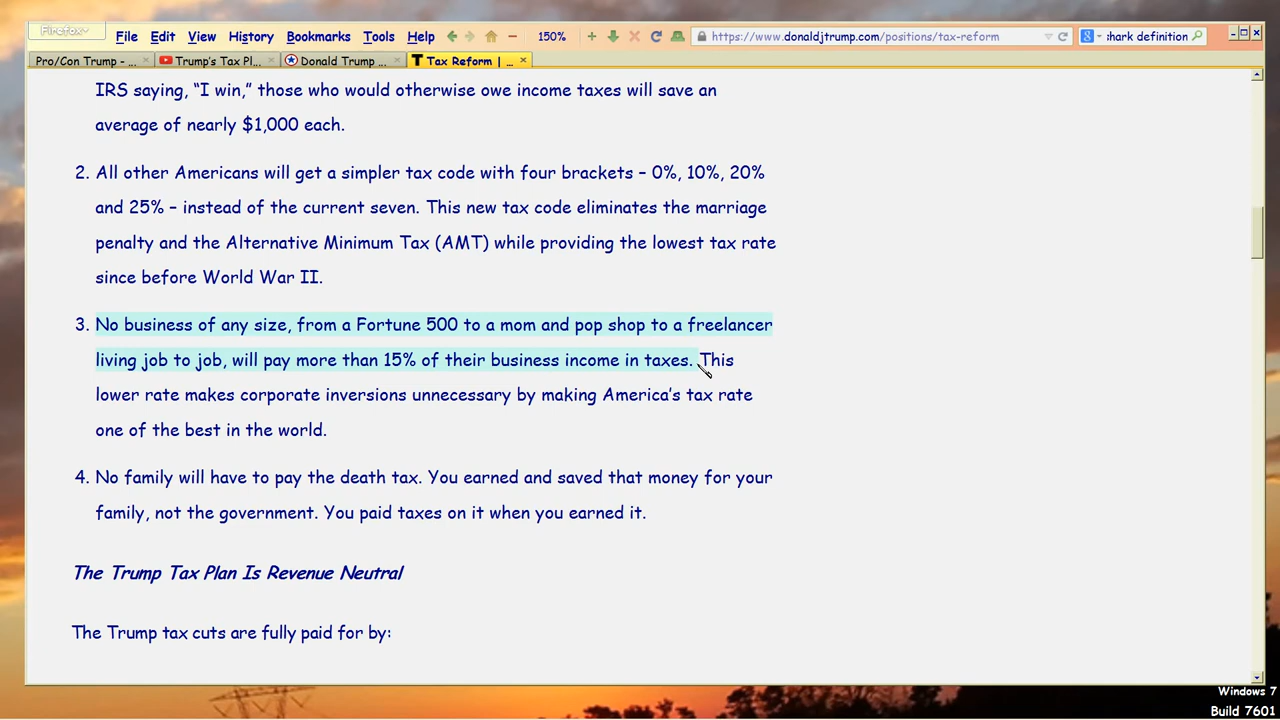 Firefox
File Edit View History Bookmarks Tools Help 150% https://www.donaldjtrump.com/positions/tax-reform hark definition
Pro/Con Trump - ... Trump's Tax Pl... Donald Trump ... Tax Reform | ...
IRS saying, “I win,” those who would otherwise owe income taxes will save an
average of nearly $1,000 each.
2. All other Americans will get a simpler tax code with four brackets – 0%, 10%, 20%
and 25% – instead of the current seven. This new tax code eliminates the marriage
penalty and the Alternative Minimum Tax (AMT) while providing the lowest tax rate
since before World War II.
3. No business of any size, from a Fortune 500 to a mom and pop shop to a freelancer
living job to job, will pay more than 15% of their business income in taxes. This
lower rate makes corporate inversions unnecessary by making America’s tax rate
one of the best in the world.
4. No family will have to pay the death tax. You earned and saved that money for your
family, not the government. You paid taxes on it when you earned it.
The Trump Tax Plan Is Revenue Neutral
The Trump tax cuts are fully paid for by:
Windows 7
Build 7601